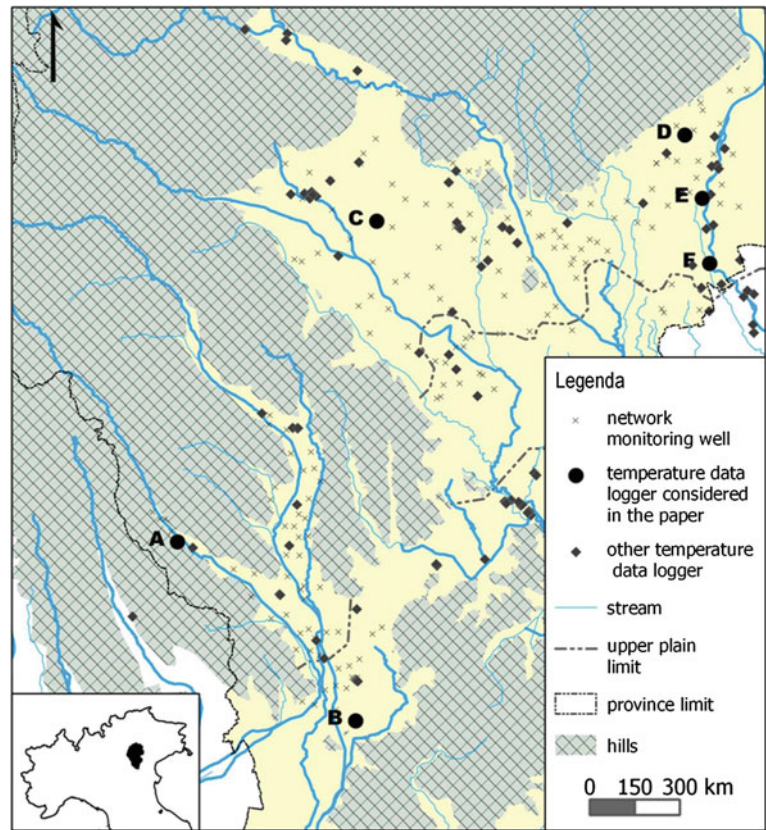 D
E
C
F
A
B
Legenda
network
monitoring well
temperature data
logger considered
in the paper
other temperature
data logger
stream
upper plain
limit
province limit
hills
0 150 300 km